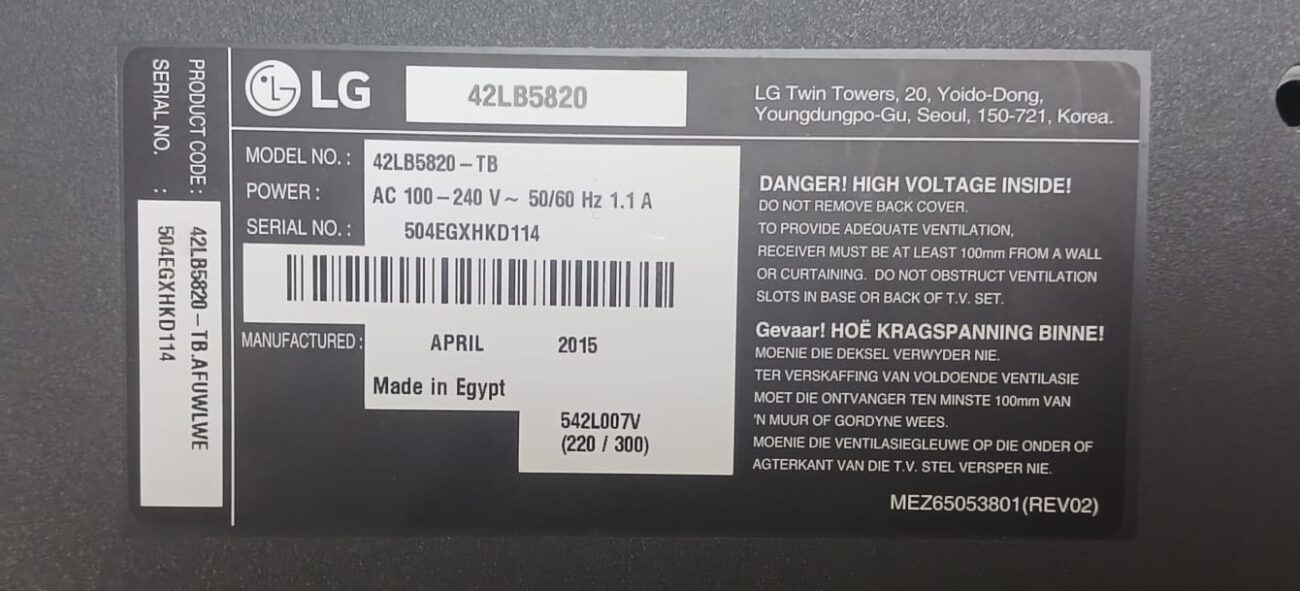 PRODUCT CODE :
SERIAL NO. :
42LB5820-TB.AFUWLWE
504EGXHKD114
LG
42LB5820
LG Twin Towers, 20, Yoido-Dong,
Youngdungpo-Gu, Seoul, 150-721, Korea.
MODEL NO. : 42LB5820-TB
POWER : AC 100-240 V~ 50/60 Hz 1.1 A
SERIAL NO. : 504EGXHKD114
MANUFACTURED : APRIL 2015
Made in Egypt
542L007V
(220 / 300)
DANGER! HIGH VOLTAGE INSIDE!
DO NOT REMOVE BACK COVER.
TO PROVIDE ADEQUATE VENTILATION,
RECEIVER MUST BE AT LEAST 100mm FROM A WALL
OR CURTAINING. DO NOT OBSTRUCT VENTILATION
SLOTS IN BASE OR BACK OF T.V. SET.
Gevaar! HOË KRAGSPANNING BINNE!
MOENIE DIE DEKSEL VERWYDER NIE.
TER VERSKAFFING VAN VOLDOENDE VENTILASIE
MOET DIE ONTVANGER TEN MINSTE 100mm VAN
'N MUUR OF GORDYNE WEES.
MOENIE DIE VENTILASIEGLEUWE OP DIE ONDER OF
AGTERKANT VAN DIE T.V. STEL VERSPER NIE.
MEZ65053801(REV02)